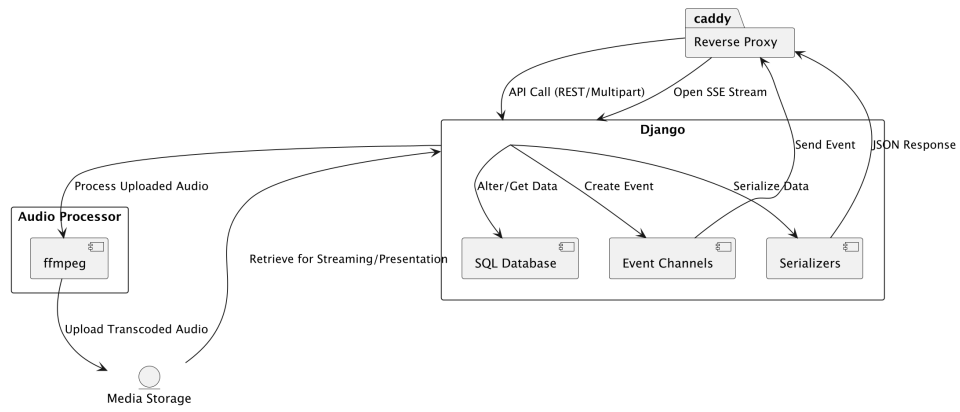 caddy
Reverse Proxy
API Call (REST/Multipart)
Open SSE Stream
Django
Send Event
JSON Response
Process Uploaded Audio
Alter/Get Data
Create Event
Serialize Data
Audio Processor
ffmpeg
Retrieve for Streaming/Presentation
SQL Database
Event Channels
Serializers
Upload Transcoded Audio
Media Storage